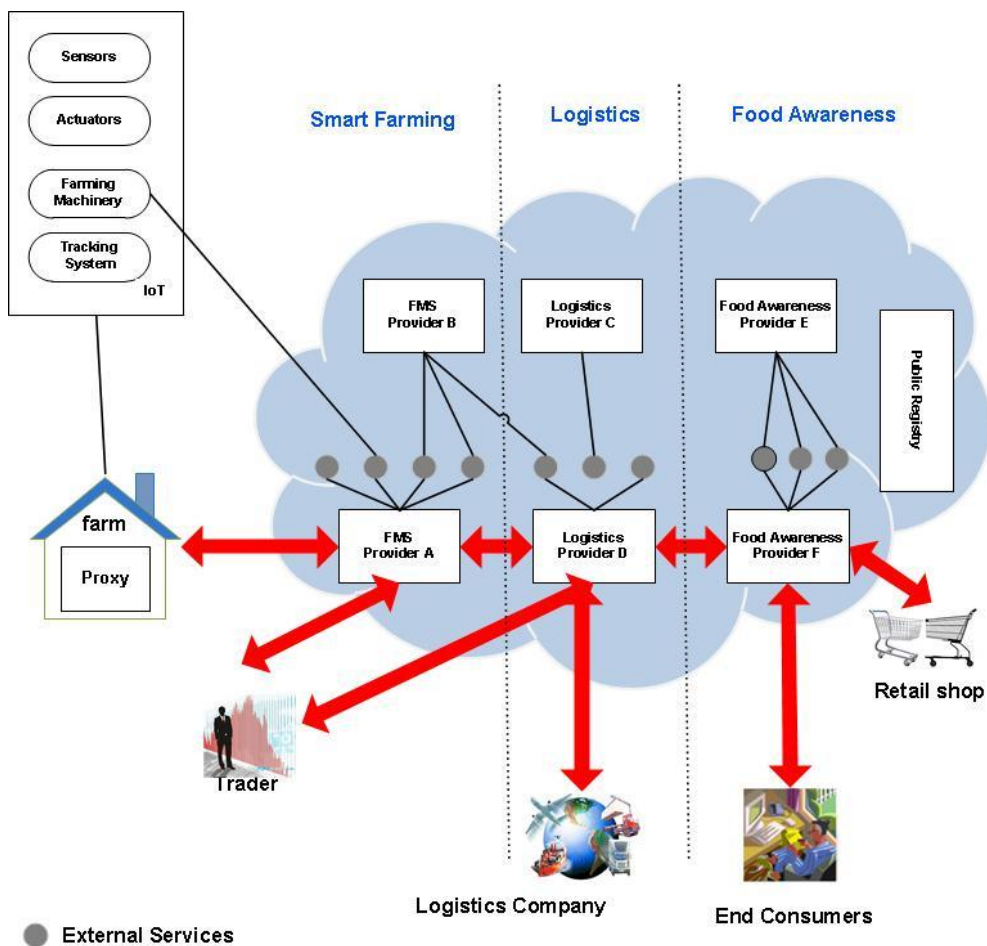 Sensors
Actuators
Farming
Machinery
Tracking
System
IoT
Smart Farming
Logistics
Food Awareness
FMS
Provider B
Logistics
Provider C
Food Awareness
Provider E
Public Registry
farm
Proxy
FMS
Provider A
Logistics
Provider D
Food Awareness
Provider F
Retail shop
Trader
Logistics Company
End Consumers
External Services